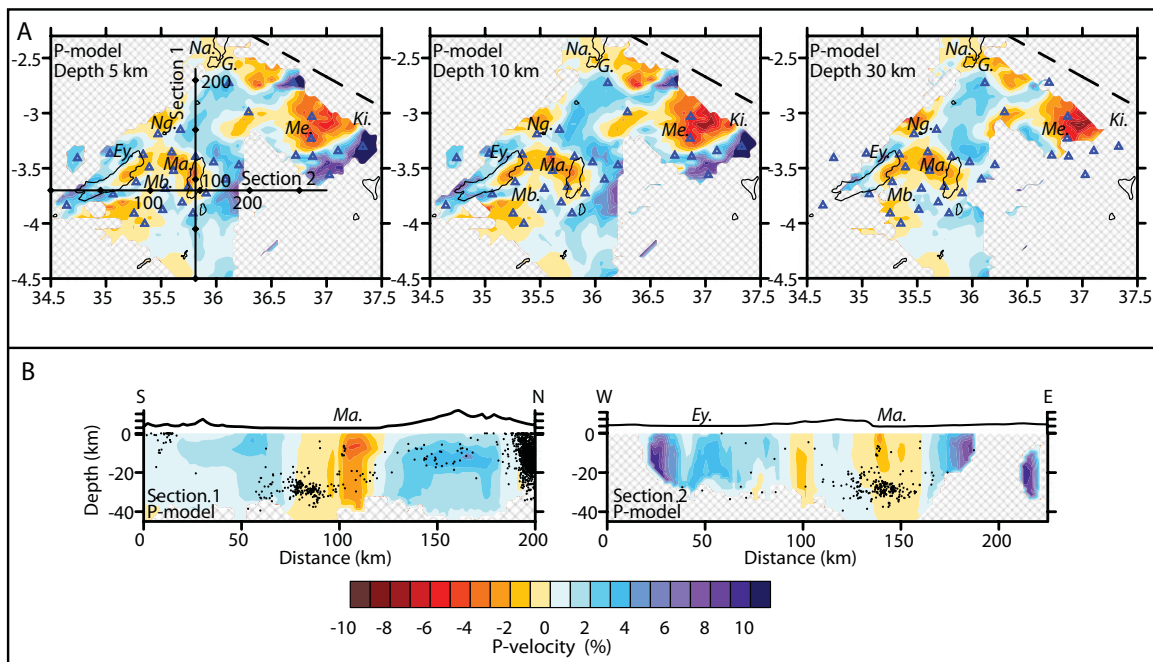 A
P-model
Depth 5 km
Section 1
Na.
G.
200
Ng.
Me.
Ki.
Ey.
Ma.
Mb.
100
Section 2
100
200
-2.5
-3
-3.5
-4
-4.5
34.5 35 35.5 36 36.5 37 37.5
P-model
Depth 10 km
Na.
G.
Ng.
Me.
Ki.
Ey.
Ma.
Mb.
-2.5
-3
-3.5
-4
-4.5
34.5 35 35.5 36 36.5 37 37.5
P-model
Depth 30 km
Na.
G.
Ng.
Me.
Ki.
Ey.
Ma.
Mb.
-2.5
-3
-3.5
-4
-4.5
34.5 35 35.5 36 36.5 37 37.5
B
S Ma. N
Depth (km)
0
-20
-40
Section.1
P-model
0 50 100 150 200
Distance (km)
W Ey. Ma. E
0
-20
-40
Section.2
P-model
0 100 200
Distance (km)
-10 -8 -6 -4 -2 0 2 4 6 8 10
P-velocity (%)